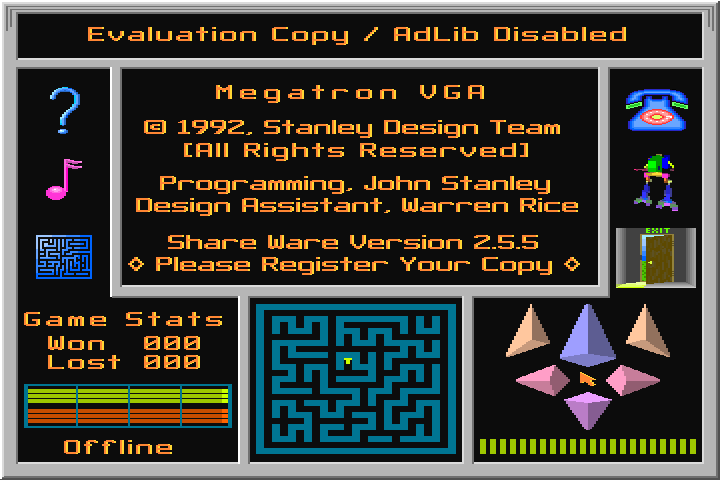 Evaluation Copy / AdLib Disabled
Megatron VGA
© 1992, Stanley Design Team
[All Rights Reserved]
Programming, John Stanley
Design Assistant, Warren Rice
Share Ware Version 2.5.5
◇ Please Register Your Copy ◇
?
EXIT
Game Stats
Won 000
Lost 000
Offline